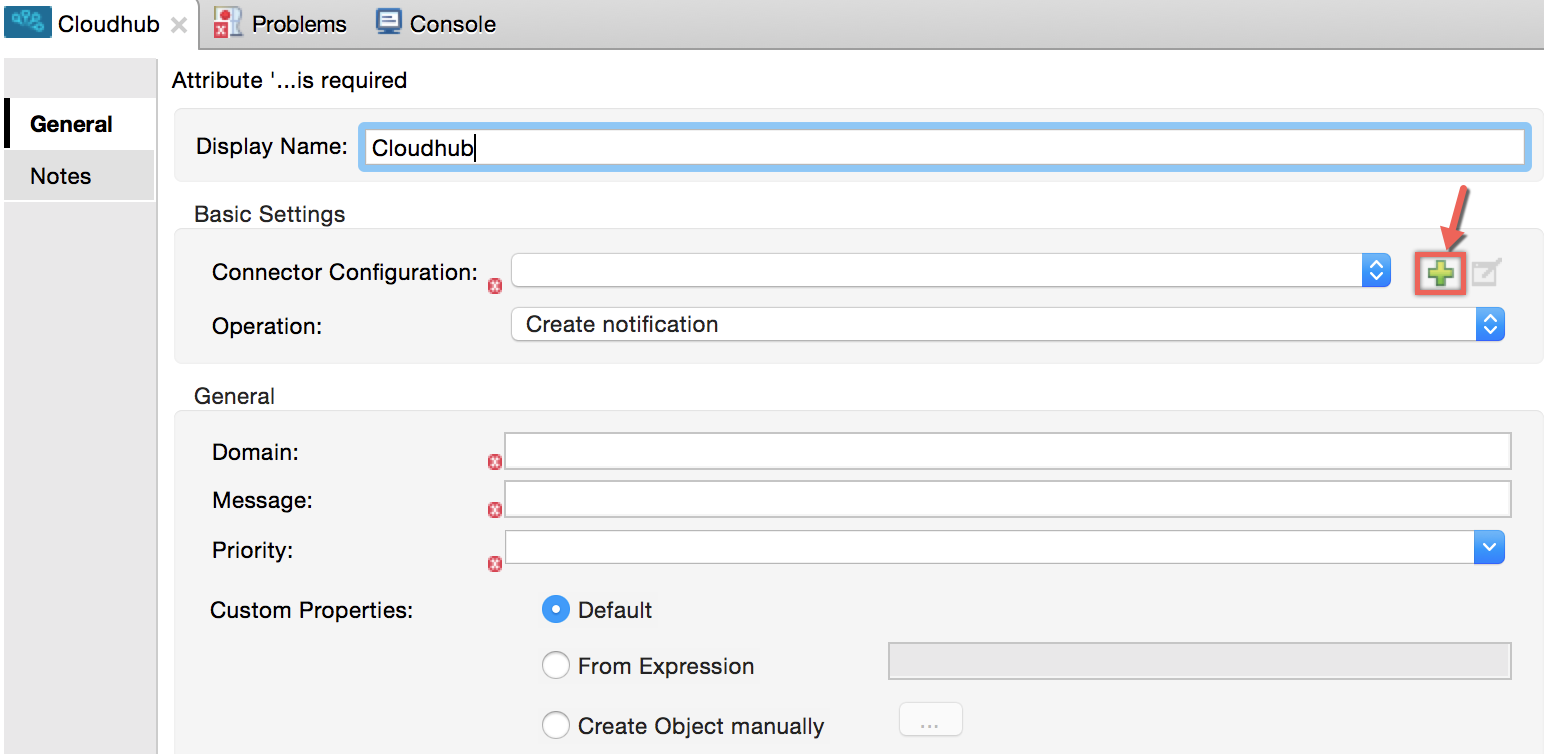 Cloudhub
Problems
Console
General
Notes
Attribute '...is required
Display Name: Cloudhub
Basic Settings
Connector Configuration:
Operation: Create notification
General
Domain:
Message:
Priority:
Custom Properties: Default
From Expression
Create Object manually ...